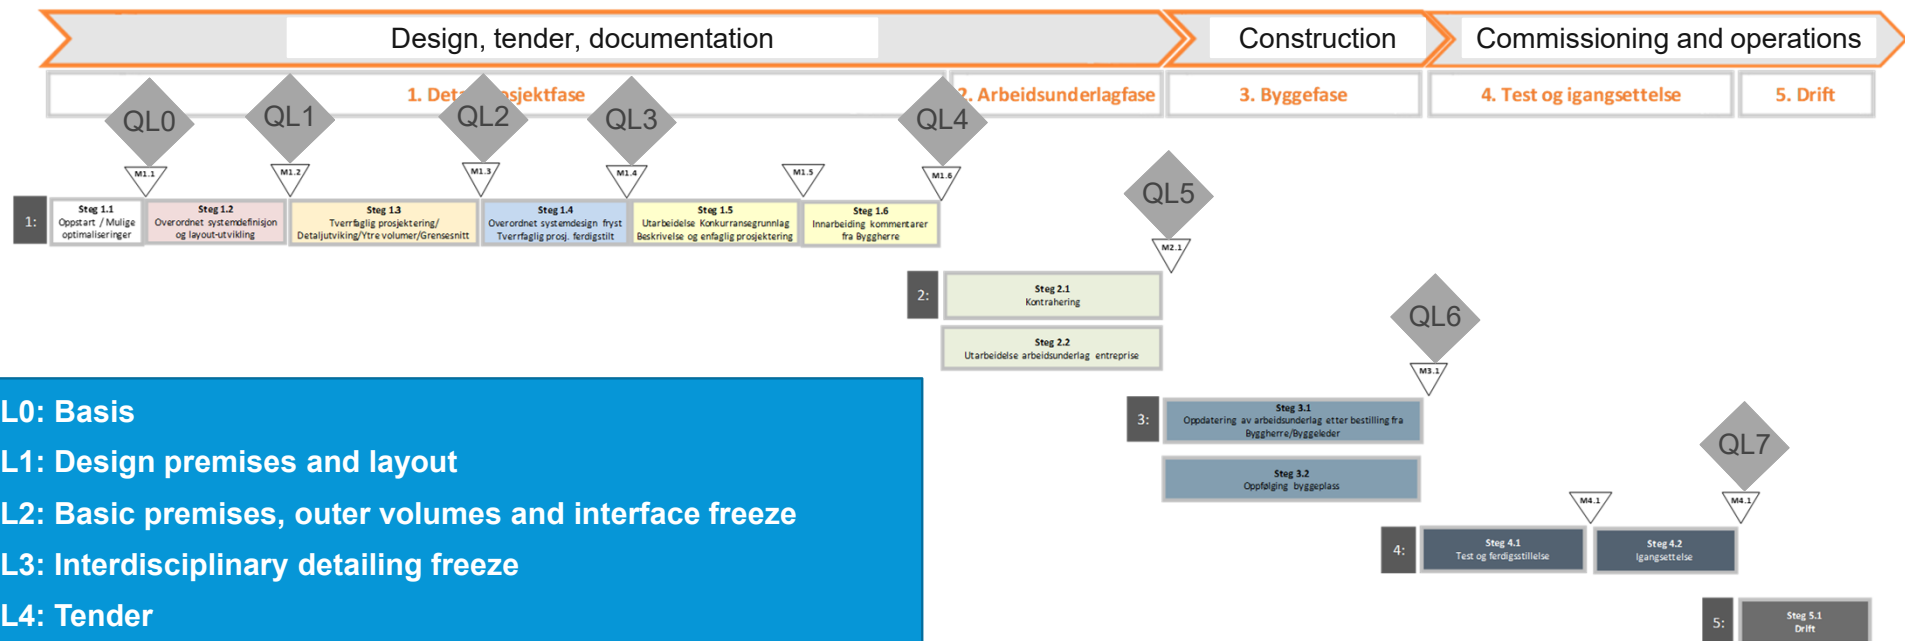 Design, tender, documentation
Construction
Commissioning and operations
2. Arbeidsunderlagfase
3. Byggefase
4. Test og igangsettelse
5. Drift
QL0
QL1
QL2
QL3
QL4
M1.1
M1.2
M1.3
M1.4
M1.5
M1.6
1:
Steg 1.1
Oppstart / Mulige
optimaliseringer
Steg 1.2
Overordnet systemdefinisjon
og layout-utvikling
Steg 1.3
Tverrfaglig prosjektering/
Detaljutviking/Ytre volumer/Grensesnitt
Steg 1.4
Overordnet systemdesign fryst
Tverrfaglig prosj. ferdigstilt
Steg 1.5
Utarbeidelse Konkurransegrunnlag
Beskrivelse og enfaglig prosjektering
Steg 1.6
Innarbeiding kommentarer
fra Byggherre
QL5
M2.1
2:
Steg 2.1
Kontrahering
Steg 2.2
Utarbeidelse arbeidsunderlag entreprise
QL6
M3.1
3:
Steg 3.1
Oppdatering av arbeidsunderlag etter bestilling fra
Byggherre/Byggeleder
Steg 3.2
Oppfølging byggeplass
QL7
M4.1
M4.1
4:
Steg 4.1
Test og ferdigsstillelse
Steg 4.2
Igangsettelse
5:
Steg 5.1
Drift
L0: Basis
L1: Design premises and layout
L2: Basic premises, outer volumes and interface freeze
L3: Interdisciplinary detailing freeze
L4: Tender